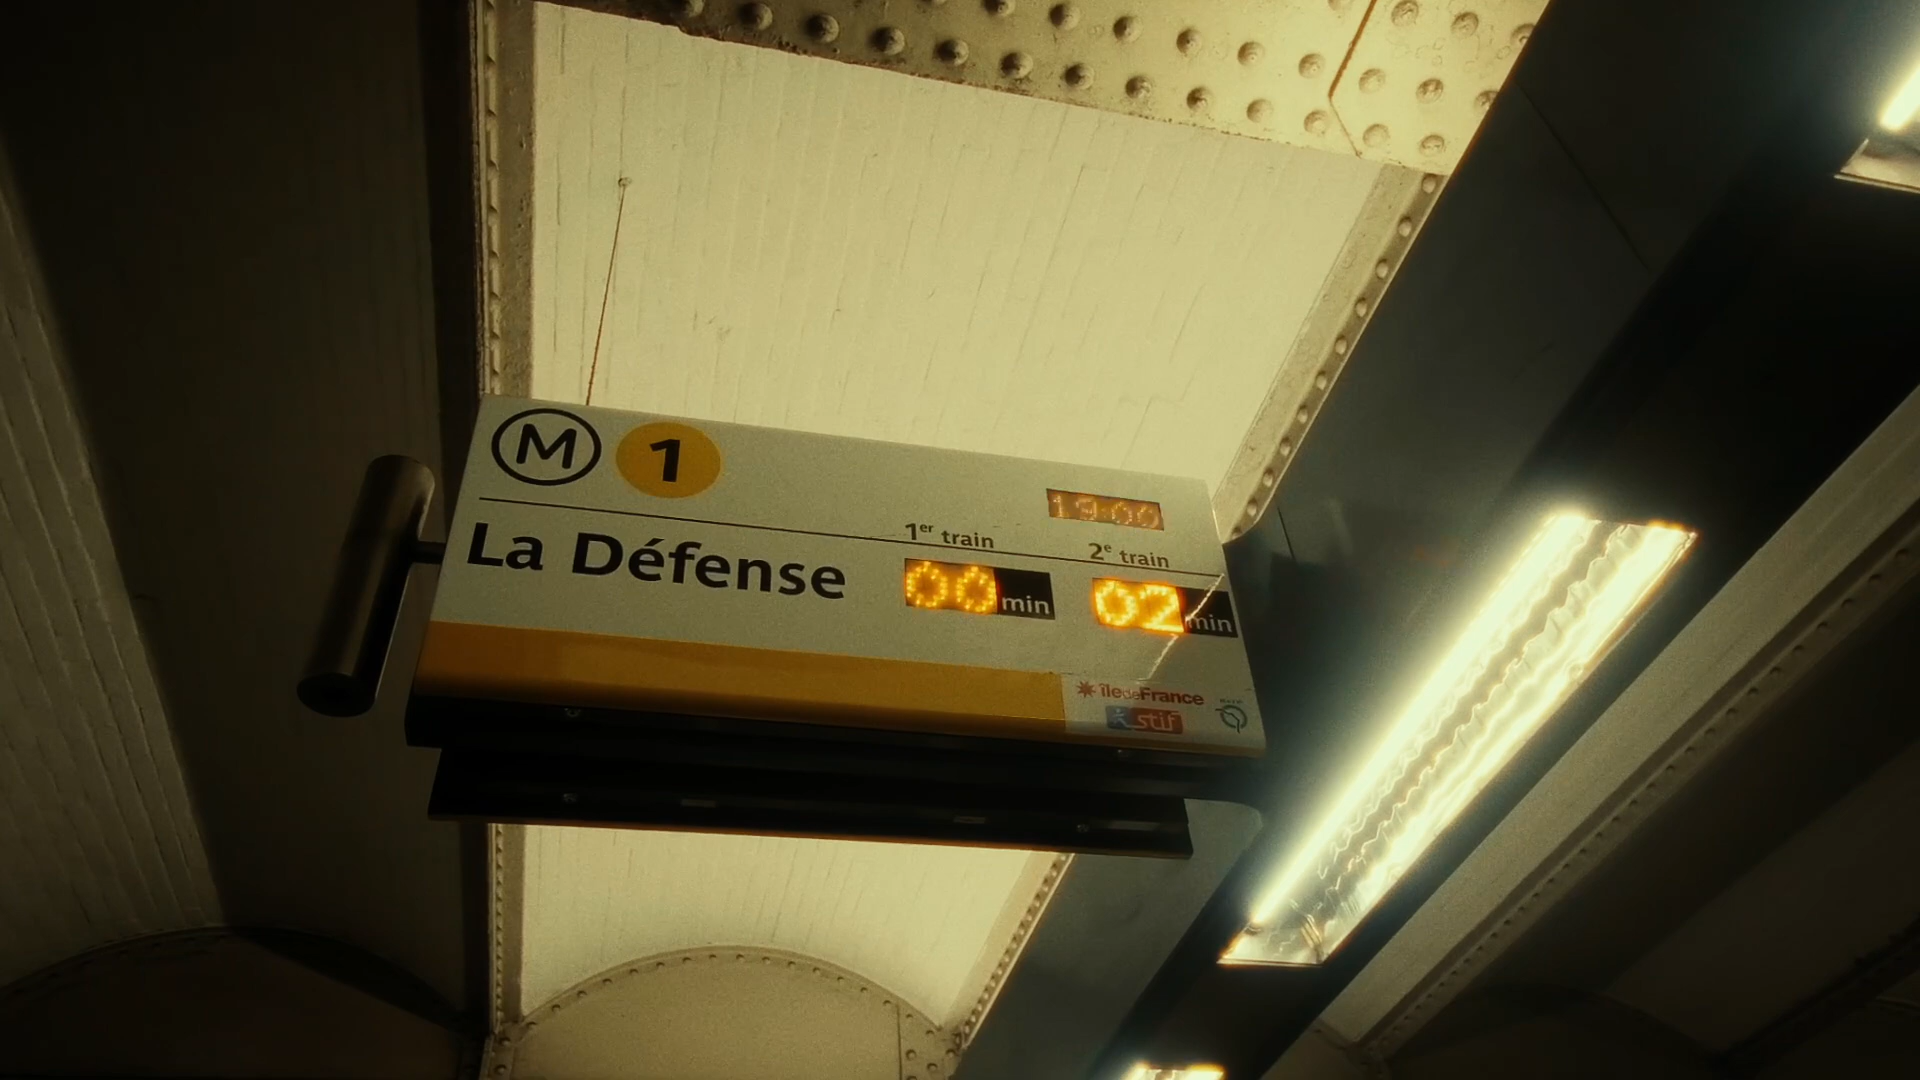 M 1
19:00
1er train 2e train
La Défense 00 min 02 min
îledeFrance
stif